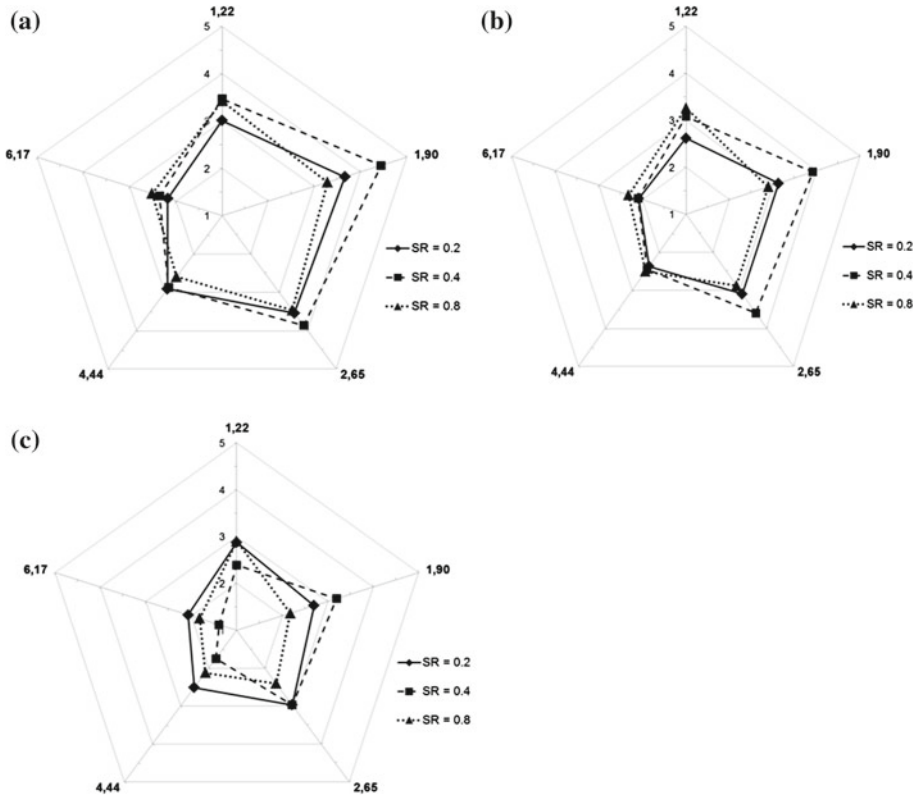 (a)
1,22
5
4
3
2
1
1,90
2,65
4,44
6,17
SR = 0.2
SR = 0.4
SR = 0.8
(b)
1,22
5
4
3
2
1
1,90
2,65
4,44
6,17
SR = 0.2
SR = 0.4
SR = 0.8
(c)
1,22
5
4
3
2
1,90
2,65
4,44
6,17
SR = 0.2
SR = 0.4
SR = 0.8